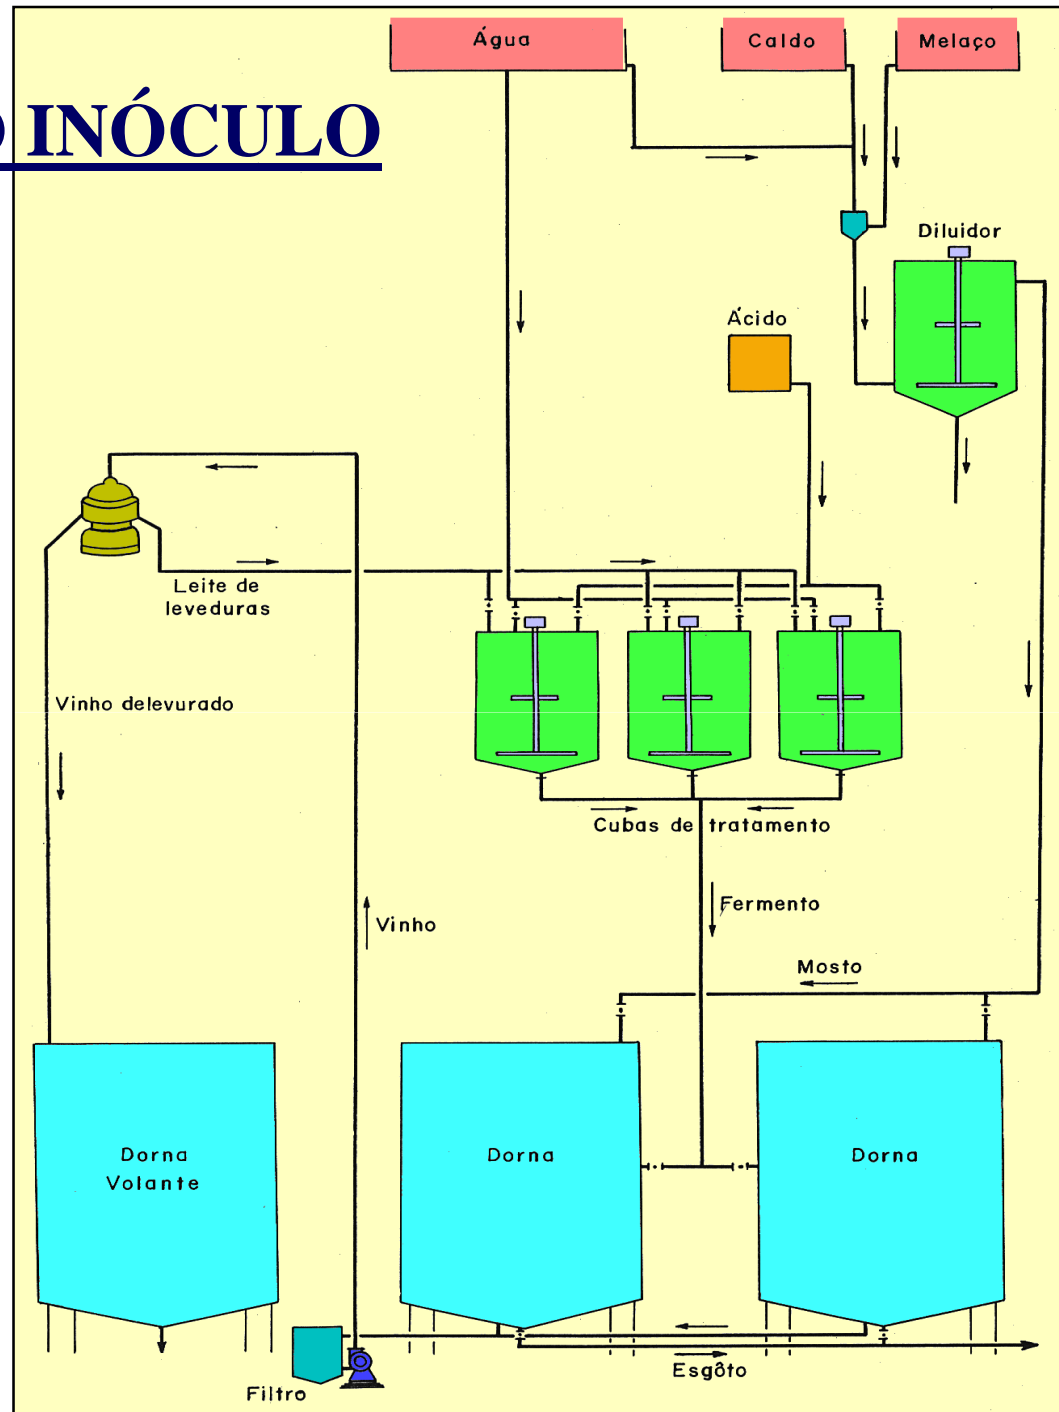 Água
Caldo
Melaço
O INÓCULO
Diluidor
Ácido
Leite de
leveduras
Vinho delevurado
Cubas de tratamento
Fermento
Vinho
Mosto
Dorna
Volante
Dorna
Dorna
Esgôto
Filtro